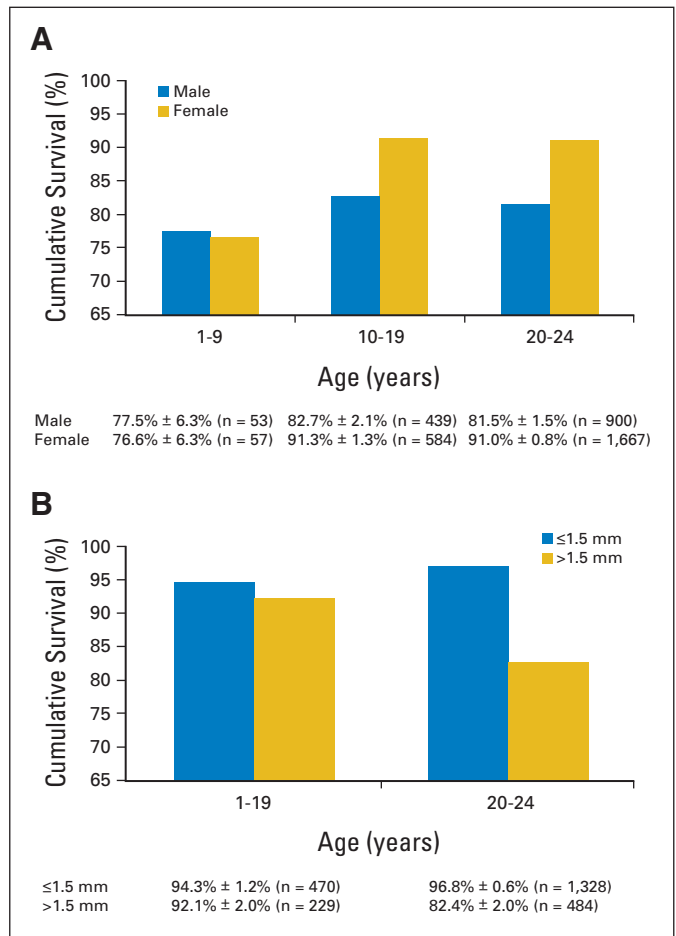 A
Cumulative Survival (%)
100
95
90
85
80
75
70
65
Male
Female
1-9 10-19 20-24
Age (years)
Male 77.5% ± 6.3% (n = 53) 82.7% ± 2.1% (n = 439) 81.5% ± 1.5% (n = 900)
Female 76.6% ± 6.3% (n = 57) 91.3% ± 1.3% (n = 584) 91.0% ± 0.8% (n = 1,667)
B
Cumulative Survival (%)
100
95
90
85
80
75
70
65
≤1.5 mm
>1.5 mm
1-19 20-24
Age (years)
≤1.5 mm 94.3% ± 1.2% (n = 470) 96.8% ± 0.6% (n = 1,328)
>1.5 mm 92.1% ± 2.0% (n = 229) 82.4% ± 2.0% (n = 484)